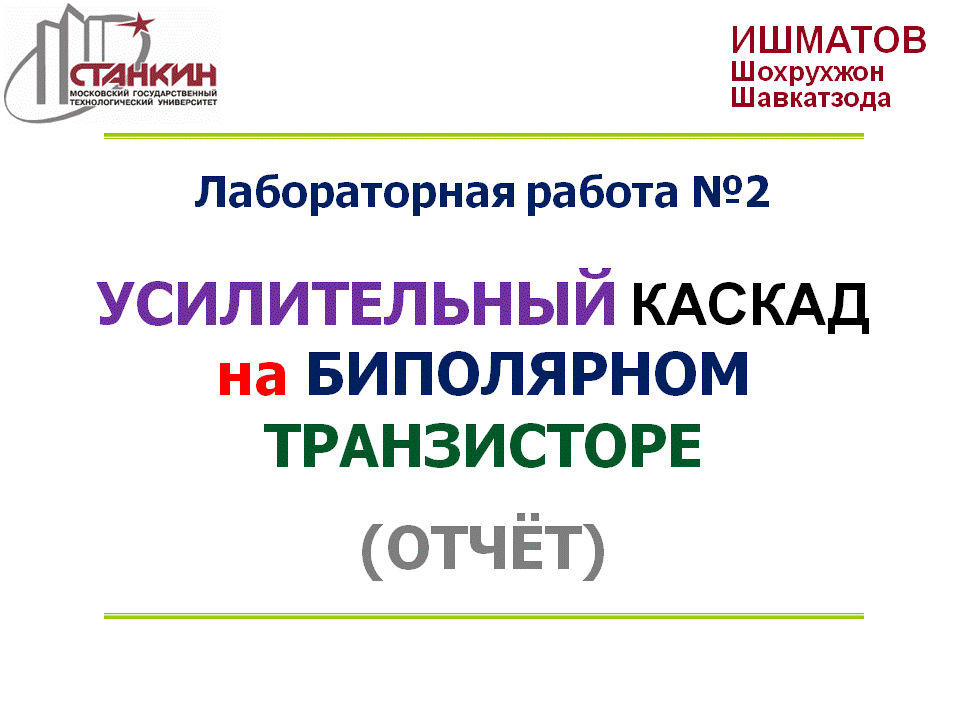 СТАНКИН
МОСКОВСКИЙ ГОСУДАРСТВЕННЫЙ
ТЕХНОЛОГИЧЕСКИЙ УНИВЕРСИТЕТ
ИШМАТОВ
Шохрухжон
Шавкатзода
Лабораторная работа №2
УСИЛИТЕЛЬНЫЙ КАСКАД
на БИПОЛЯРНОМ
ТРАНЗИСТОРЕ
(ОТЧЁТ)